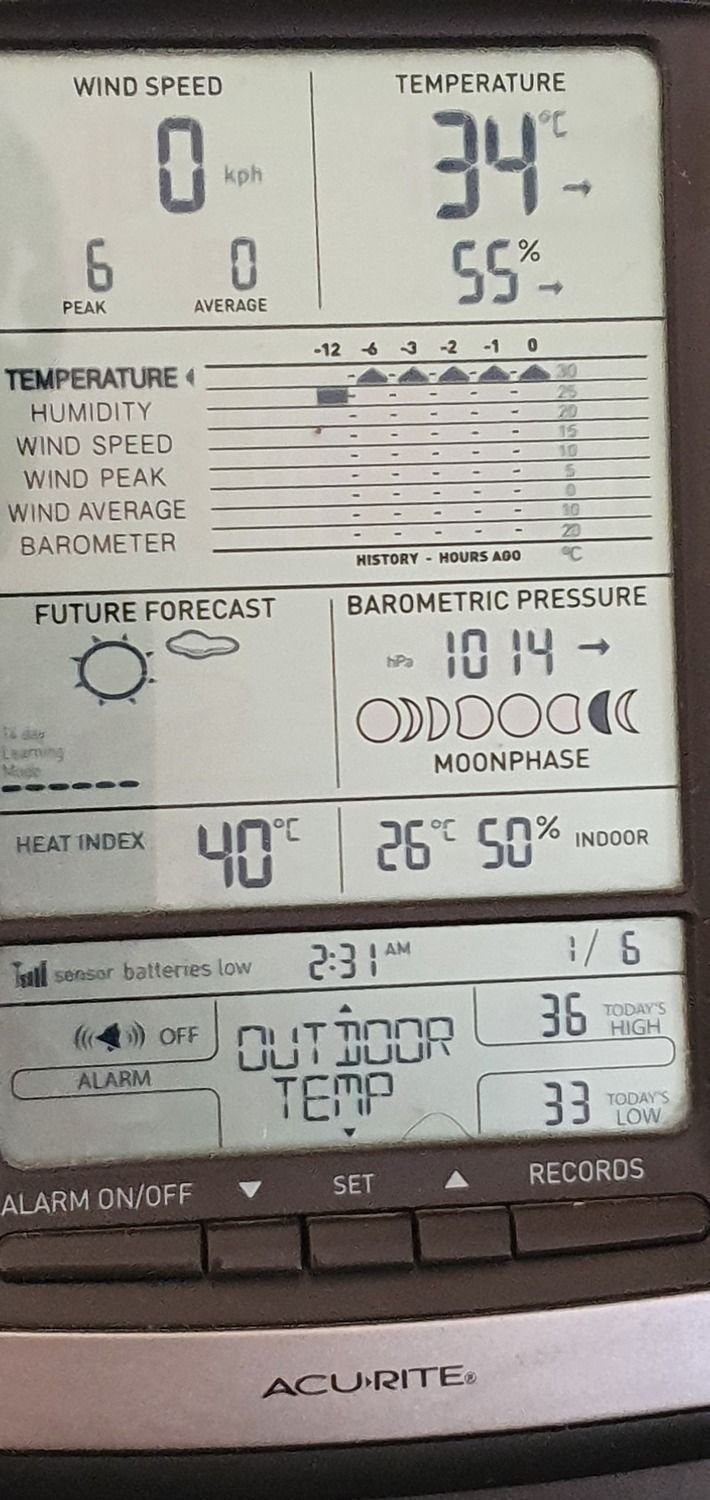 WIND SPEED
TEMPERATURE
0 kph
34 °C →
6 0
55 % →
PEAK AVERAGE
-12 -6 -3 -2 -1 0
TEMPERATURE
30
25
HUMIDITY
20
WIND SPEED
15
10
WIND PEAK
5
WIND AVERAGE
0
10
BAROMETER
20
HISTORY - HOURS AGO °C
FUTURE FORECAST
BAROMETRIC PRESSURE
hPa 1014 →
14 day
Learning
Mode
MOONPHASE
HEAT INDEX 40°C
26°C 50% INDOOR
sensor batteries low
2:31 AM
1/ 6
OFF
ALARM
OUTDOOR
TEMP
36 TODAY'S HIGH
33 TODAY'S LOW
ALARM ON/OFF ▼ SET ▲ RECORDS
ACU›RITE®